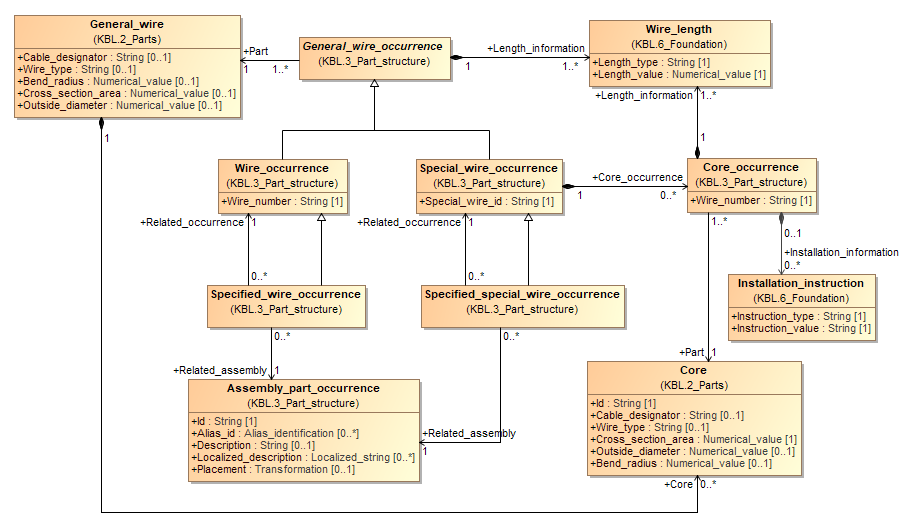 General_wire
(KBL.2_Parts)
+Cable_designator : String [0..1]
+Wire_type : String [0..1]
+Bend_radius : Numerical_value [0..1]
+Cross_section_area : Numerical_value [0..1]
+Outside_diameter : Numerical_value [0..1]
+Part
1
1..*
General_wire_occurrence
(KBL.3_Part_structure)
+Length_information
1
1..*
Wire_length
(KBL.6_Foundation)
+Length_type : String [1]
+Length_value : Numerical_value [1]
+Length_information
1..*
1
1
Wire_occurrence
(KBL.3_Part_structure)
+Wire_number : String [1]
Special_wire_occurrence
(KBL.3_Part_structure)
+Special_wire_id : String [1]
+Core_occurrence
1
0..*
Core_occurrence
(KBL.3_Part_structure)
+Wire_number : String [1]
+Related_occurrence
1
+Related_occurrence
1
1..*
0..1
+Installation_information
0..*
0..*
0..*
Specified_wire_occurrence
(KBL.3_Part_structure)
Specified_special_wire_occurrence
(KBL.3_Part_structure)
Installation_instruction
(KBL.6_Foundation)
+Instruction_type : String [1]
+Instruction_value : String [1]
0..*
0..*
+Part
1
+Related_assembly
1
Assembly_part_occurrence
(KBL.3_Part_structure)
+Id : String [1]
+Alias_id : Alias_identification [0..*]
+Description : String [0..1]
+Localized_description : Localized_string [0..*]
+Placement : Transformation [0..1]
+Related_assembly
1
Core
(KBL.2_Parts)
+Id : String [1]
+Cable_designator : String [0..1]
+Wire_type : String [0..1]
+Cross_section_area : Numerical_value [1]
+Outside_diameter : Numerical_value [0..1]
+Bend_radius : Numerical_value [0..1]
+Core
0..*